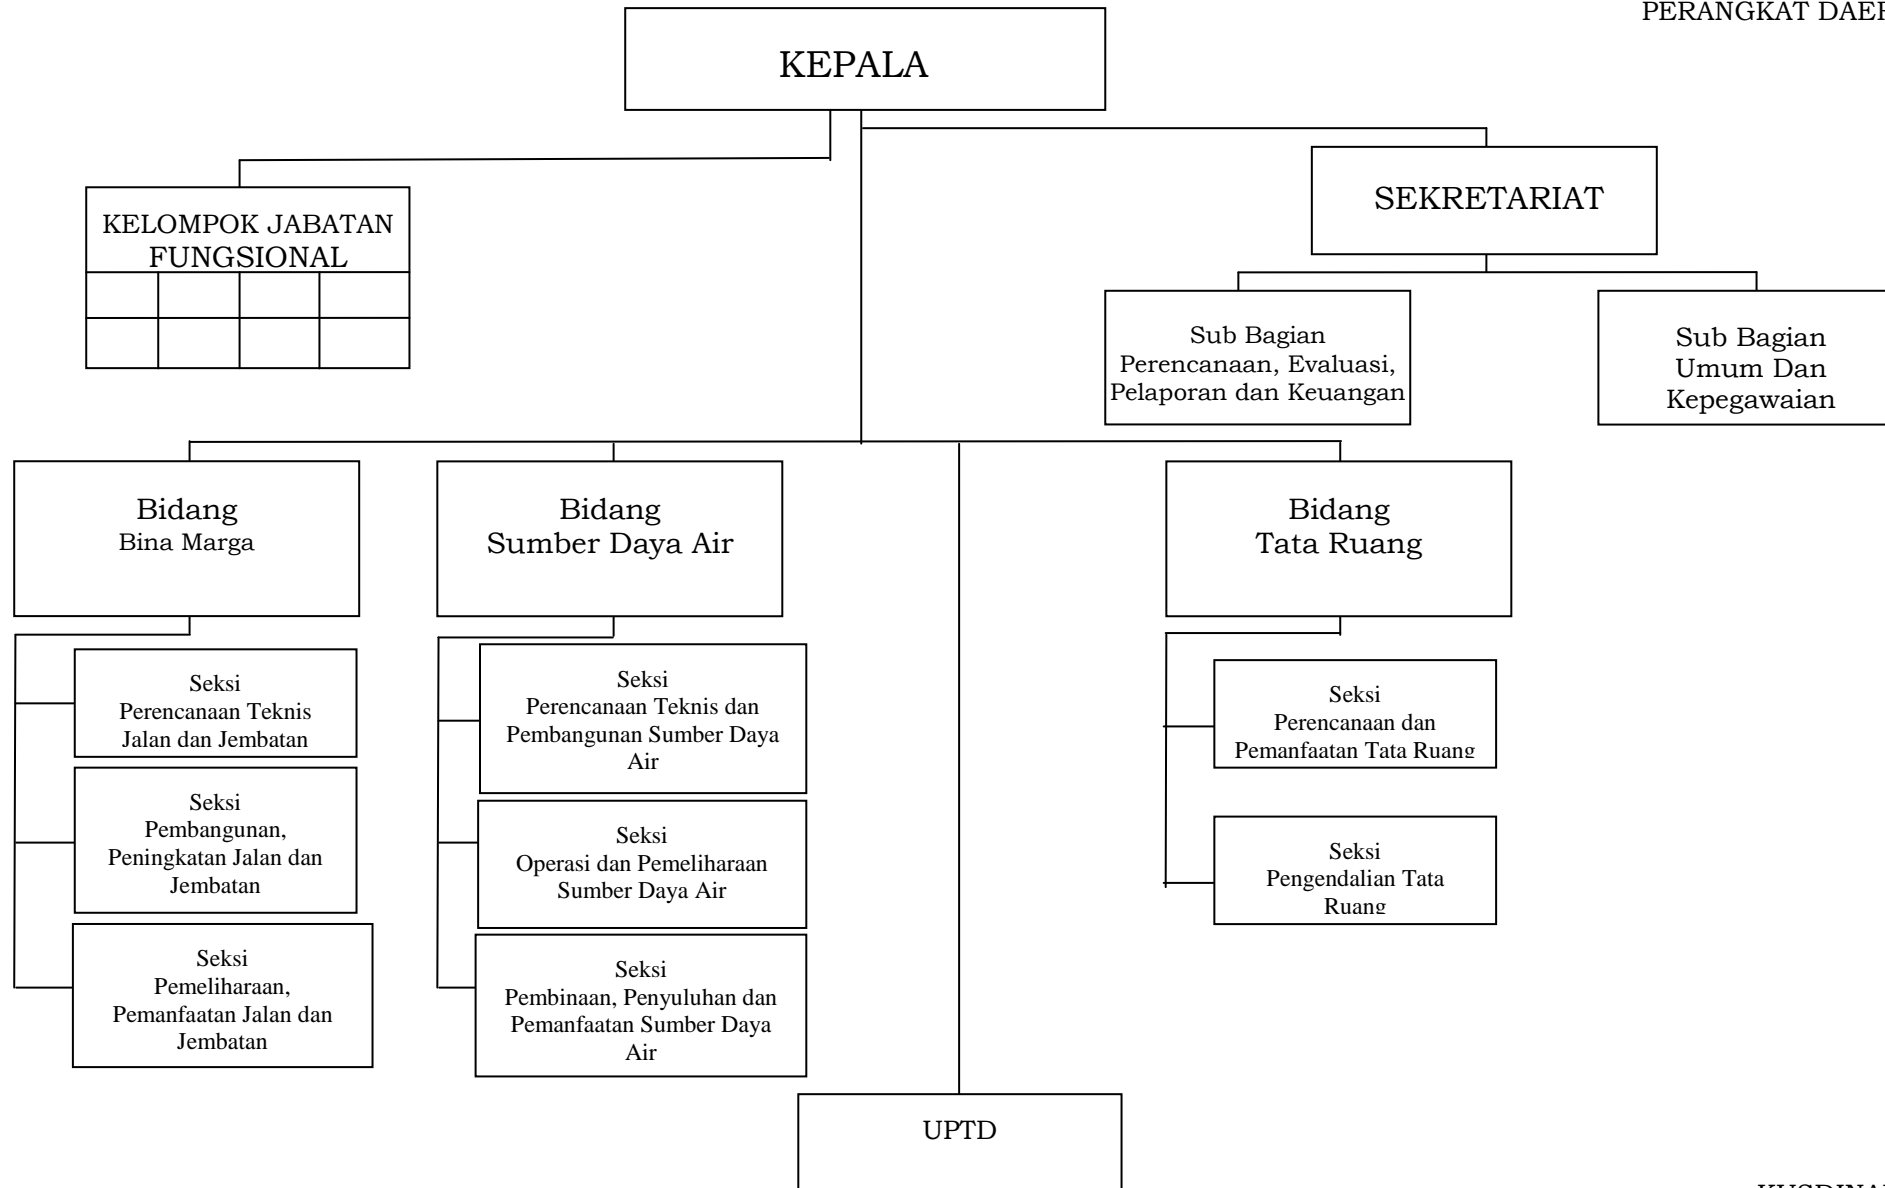 PERANGKAT DAER
KEPALA
SEKRETARIAT
KELOMPOK JABATAN
FUNGSIONAL
Sub Bagian
Perencanaan, Evaluasi,
Pelaporan dan Keuangan
Sub Bagian
Umum Dan
Kepegawaian
Bidang
Bina Marga
Bidang
Sumber Daya Air
Bidang
Tata Ruang
Seksi
Perencanaan Teknis
Jalan dan Jembatan
Seksi
Pembangunan,
Peningkatan Jalan dan
Jembatan
Seksi
Pemeliharaan,
Pemanfaatan Jalan dan
Jembatan
Seksi
Perencanaan Teknis dan
Pembangunan Sumber Daya
Air
Seksi
Operasi dan Pemeliharaan
Sumber Daya Air
Seksi
Pembinaan, Penyuluhan dan
Pemanfaatan Sumber Daya
Air
Seksi
Perencanaan dan
Pemanfaatan Tata Ruang
Seksi
Pengendalian Tata
Ruang
UPTD